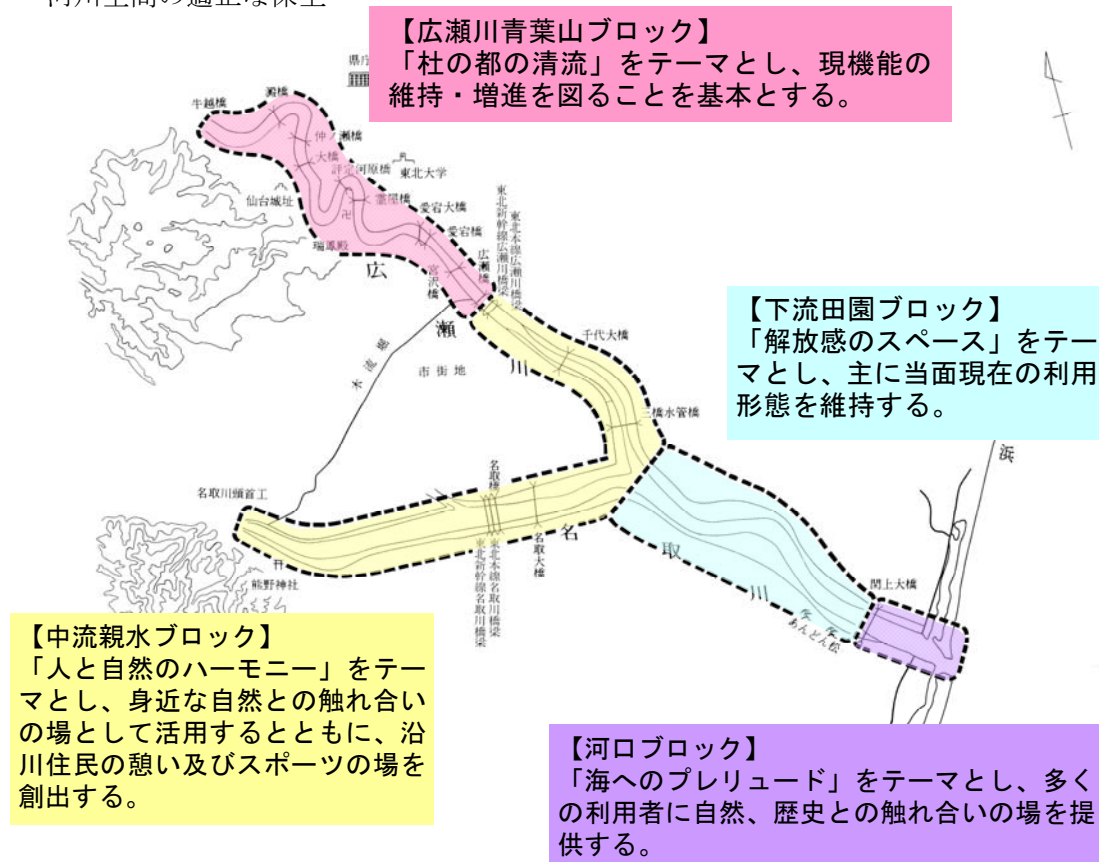 【広瀬川青葉山ブロック】
「杜の都の清流」をテーマとし、現機能の
維持・増進を図ることを基本とする。
牛越橋
澱橋
仲ノ瀬橋
大橋
評定河原橋
東北大学
仙台城址
霊屋橋
卍
愛宕大橋
愛宕橋
瑞鳳殿
宮沢橋
広瀬橋
東北新幹線広瀬川橋梁
東北本線広瀬川橋梁
広
瀬
川
木流堀
市街地
千代大橋
三橋水管橋
【下流田園ブロック】
「解放感のスペース」をテー
マとし、主に当面現在の利用
形態を維持する。
浜
名取川頭首工
熊野神社
名取橋
東北新幹線名取川橋梁
東北本線名取川橋梁
名取大橋
名
取
川
閖上大橋
あんどん松
【中流親水ブロック】
「人と自然のハーモニー」をテー
マとし、身近な自然との触れ合い
の場として活用するとともに、沿
川住民の憩い及びスポーツの場を
創出する。
【河口ブロック】
「海へのプレリュード」をテーマとし、多く
の利用者に自然、歴史との触れ合いの場を提
供する。